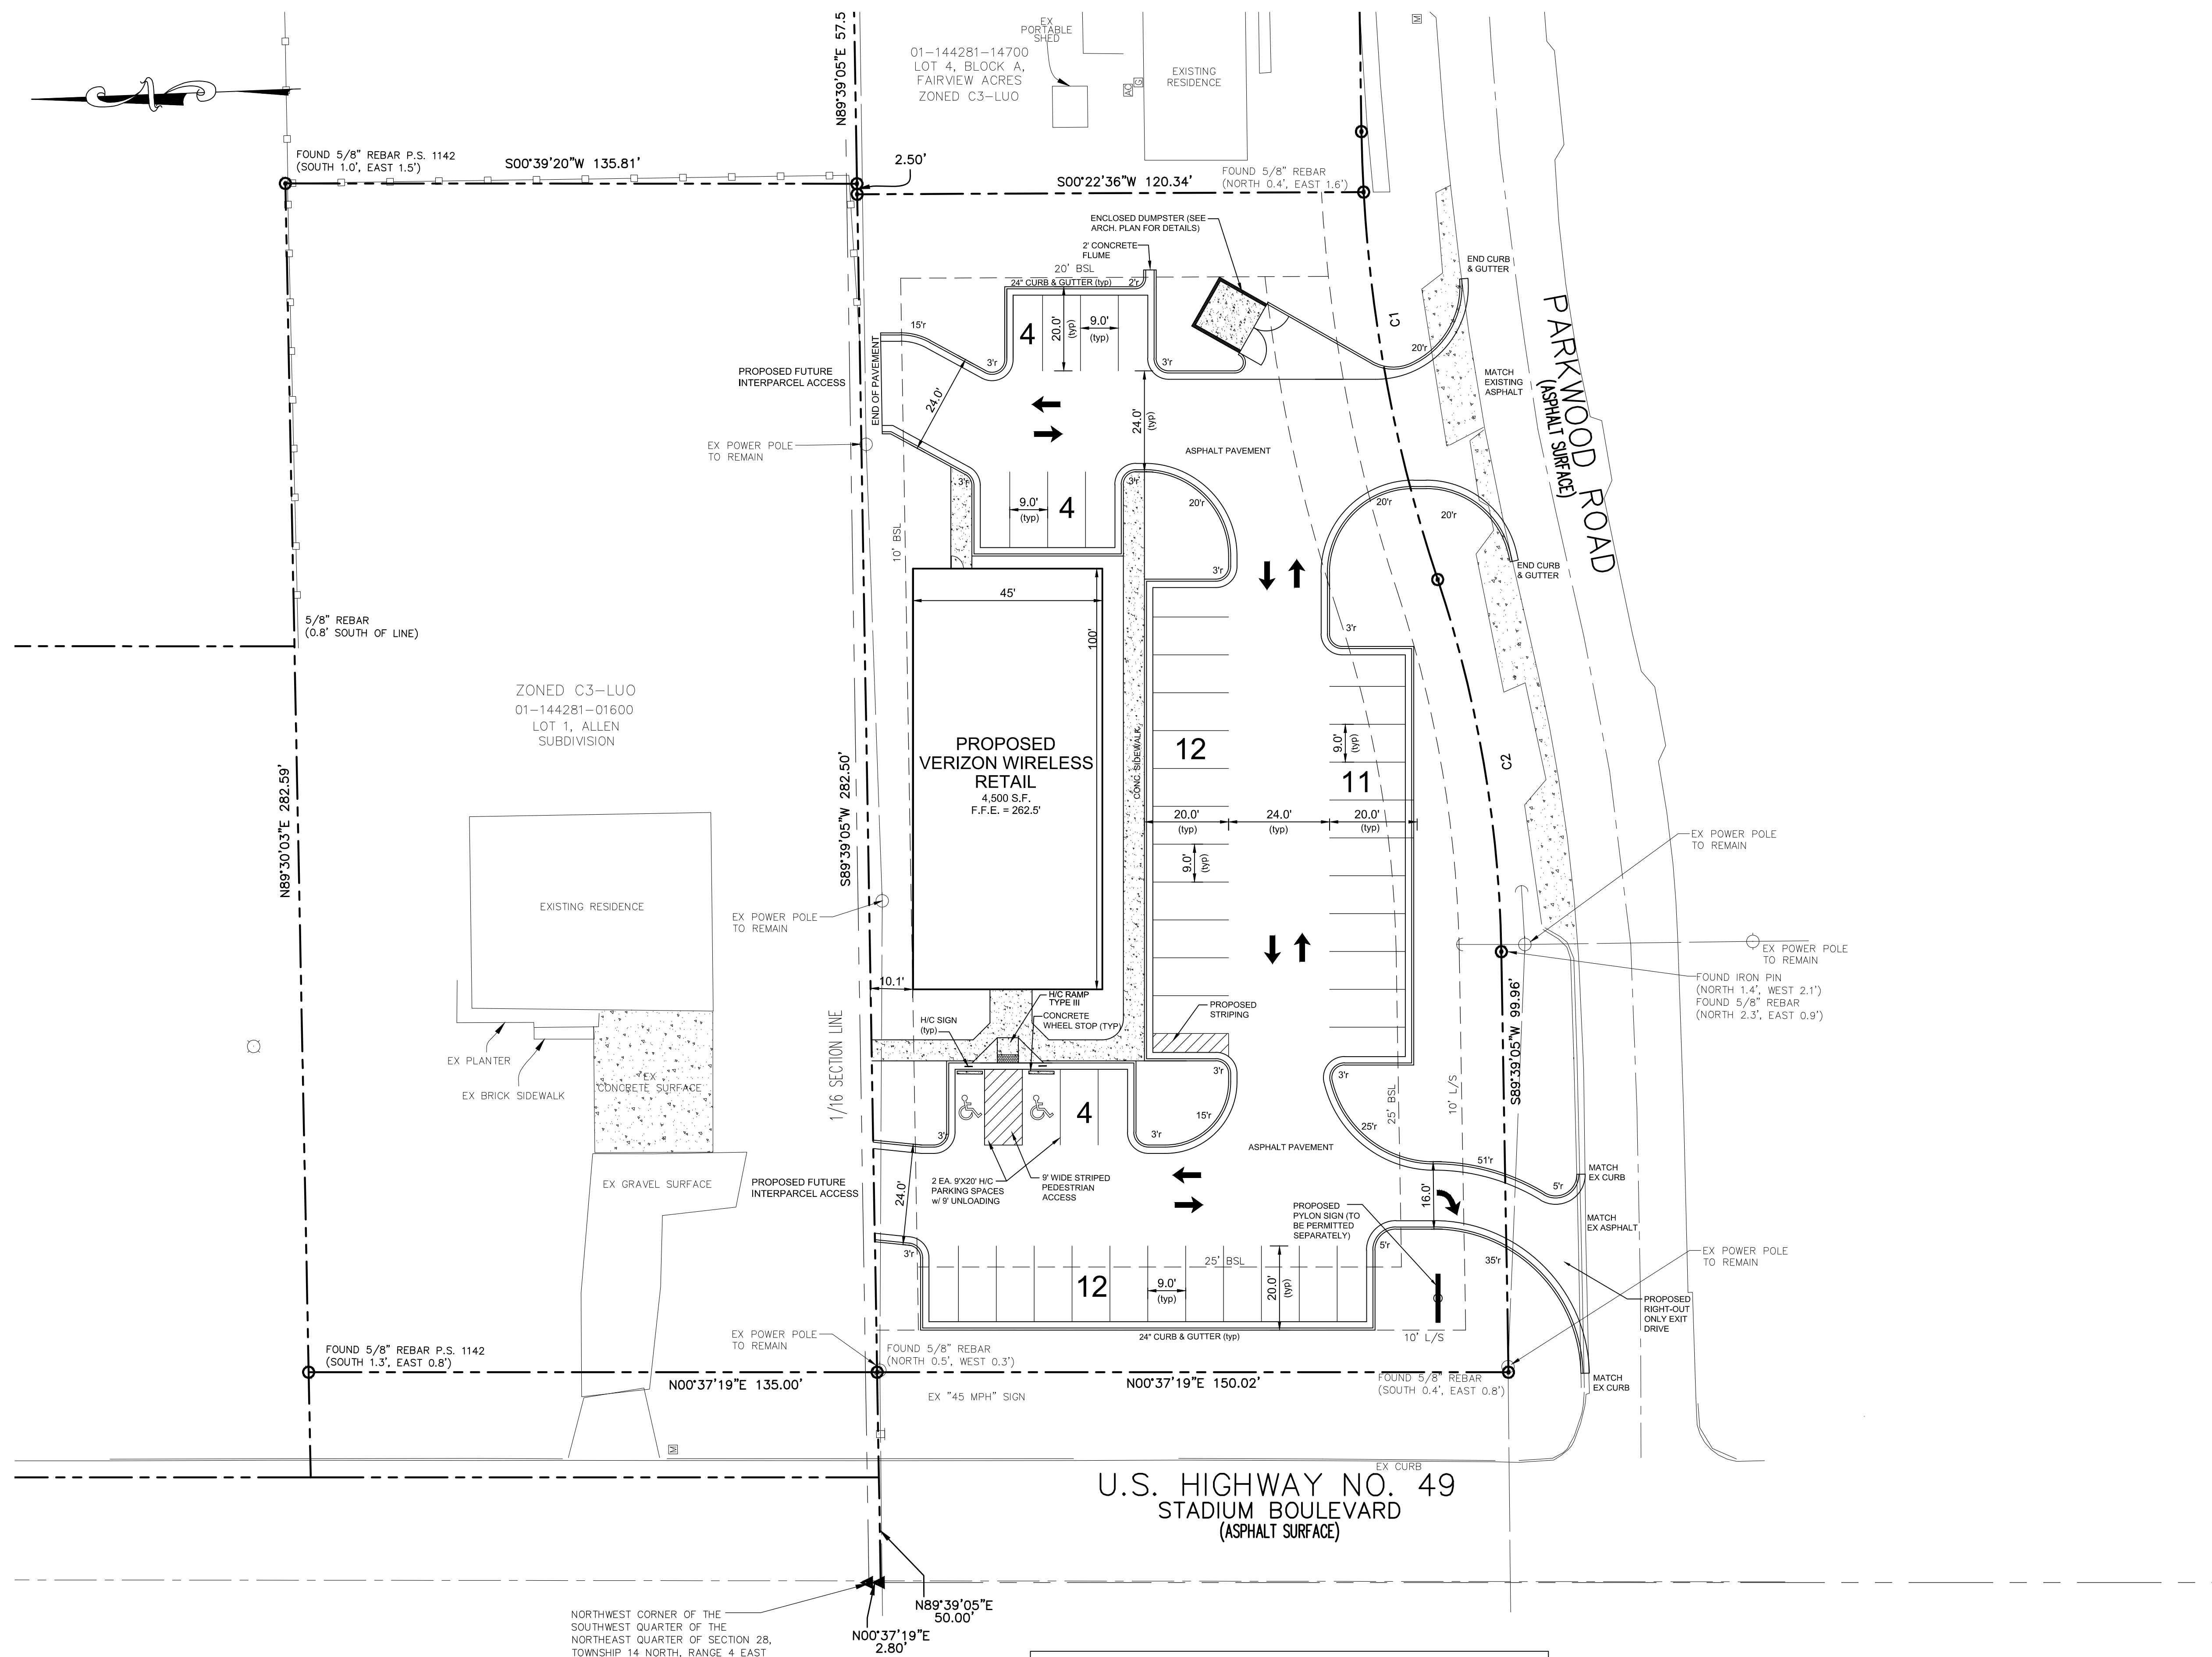 N89°39'05"E 57.5
EX
PORTABLE
SHED
M
01-144281-14700
LOT 4, BLOCK A,
FAIRVIEW ACRES
ZONED C3-LUO
AC
G
EXISTING
RESIDENCE
N
FOUND 5/8" REBAR P.S. 1142
(SOUTH 1.0', EAST 1.5')
S00°39'20"W 135.81'
2.50'
S00°22'36"W 120.34'
FOUND 5/8" REBAR
(NORTH 0.4', EAST 1.6')
ENCLOSED DUMPSTER (SEE
ARCH. PLAN FOR DETAILS)
2' CONCRETE
FLUME
20' BSL
24" CURB & GUTTER (typ)
2'r
END CURB
& GUTTER
15'r
4
20.0'
(typ)
9.0'
(typ)
C1
20'r
PARKWOOD ROAD
(ASPHALT SURFACE)
3'r
3'r
END OF PAVEMENT
PROPOSED FUTURE
INTERPARCEL ACCESS
24.0'
24.0'
(typ)
MATCH
EXISTING
ASPHALT
EX POWER POLE
TO REMAIN
ASPHALT PAVEMENT
3'r
3'r
9.0'
(typ)
4
20'r
20'r
20'r
10' BSL
3'r
END CURB
& GUTTER
45'
100'
5/8" REBAR
(0.8' SOUTH OF LINE)
3'r
ZONED C3-LUO
01-144281-01600
LOT 1, ALLEN
SUBDIVISION
PROPOSED
VERIZON WIRELESS
RETAIL
4,500 S.F.
F.F.E. = 262.5'
CONC. SIDEWALK
12
9.0'
(typ)
11
C2
N89°30'03"E 282.59'
S89°39'05"W 282.50'
20.0'
(typ)
24.0'
(typ)
20.0'
(typ)
9.0'
(typ)
EX POWER POLE
TO REMAIN
EXISTING RESIDENCE
EX POWER POLE
TO REMAIN
EX POWER POLE
TO REMAIN
10.1'
FOUND IRON PIN
(NORTH 1.4', WEST 2.1')
FOUND 5/8" REBAR
(NORTH 2.3', EAST 0.9')
H/C RAMP
TYPE III
CONCRETE
WHEEL STOP (TYP)
H/C SIGN
(typ)
PROPOSED
STRIPING
S89°39'05"W 99.96'
1/16 SECTION LINE
EX PLANTER
EX
CONCRETE SURFACE
EX BRICK SIDEWALK
3'r
3'r
4
25' BSL
10' L/S
15'r
3'r
3'r
25'r
ASPHALT PAVEMENT
51'r
MATCH
EX CURB
EX GRAVEL SURFACE
PROPOSED FUTURE
INTERPARCEL ACCESS
24.0'
2 EA. 9'X20' H/C
PARKING SPACES
w/ 9' UNLOADING
9' WIDE STRIPED
PEDESTRIAN
ACCESS
16.0'
5'r
PROPOSED
PYLON SIGN (TO
BE PERMITTED
SEPARATELY)
MATCH
EX ASPHALT
3'r
5'r
35'r
25' BSL
EX POWER POLE
TO REMAIN
12
9.0'
(typ)
20.0'
(typ)
PROPOSED
RIGHT-OUT
ONLY EXIT
DRIVE
24" CURB & GUTTER (typ)
10' L/S
EX POWER POLE
TO REMAIN
FOUND 5/8" REBAR P.S. 1142
(SOUTH 1.3', EAST 0.8')
FOUND 5/8" REBAR
(NORTH 0.5', WEST 0.3')
N00°37'19"E 135.00'
N00°37'19"E 150.02'
FOUND 5/8" REBAR
(SOUTH 0.4', EAST 0.8')
MATCH
EX CURB
EX "45 MPH" SIGN
M
EX CURB
U.S. HIGHWAY NO. 49
STADIUM BOULEVARD
(ASPHALT SURFACE)
N89°39'05"E
50.00'
N00°37'19"E
2.80'
NORTHWEST CORNER OF THE
SOUTHWEST QUARTER OF THE
NORTHEAST QUARTER OF SECTION 28,
TOWNSHIP 14 NORTH, RANGE 4 EAST